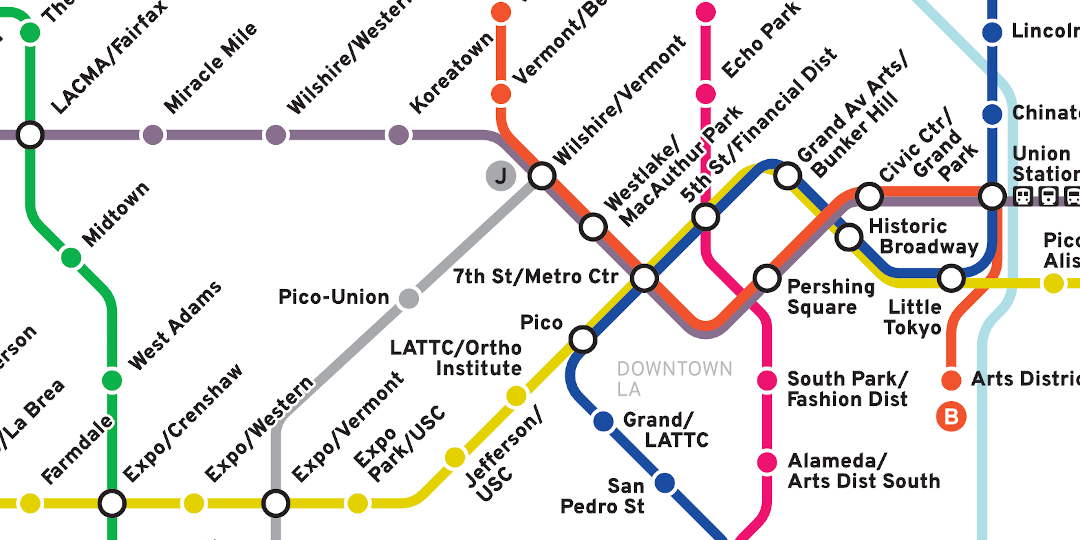 The
LACMA/Fairfax
Miracle Mile
Wilshire/Western
Koreatown
Vermont/Be
Wilshire/Vermont
Echo Park
Westlake/
MacAuthur Park
5th St/Financial Dist
Grand Av Arts/
Bunker Hill
Civic Ctr/
Grand
Park
Lincoln
Chinato
Union
Station
J
Midtown
Pico-Union
7th St/Metro Ctr
Historic
Broadway
Pico
Alis
Pershing
Square
Little
Tokyo
Pico
West Adams
LATTC/Ortho
Institute
DOWNTOWN
LA
South Park/
Fashion Dist
Arts District
B
erson
/La Brea
Farmdale
Expo/Crenshaw
Expo/Western
Expo/Vermont
Expo
Park/USC
Jefferson/
USC
Grand/
LATTC
San
Pedro St
Alameda/
Arts Dist South